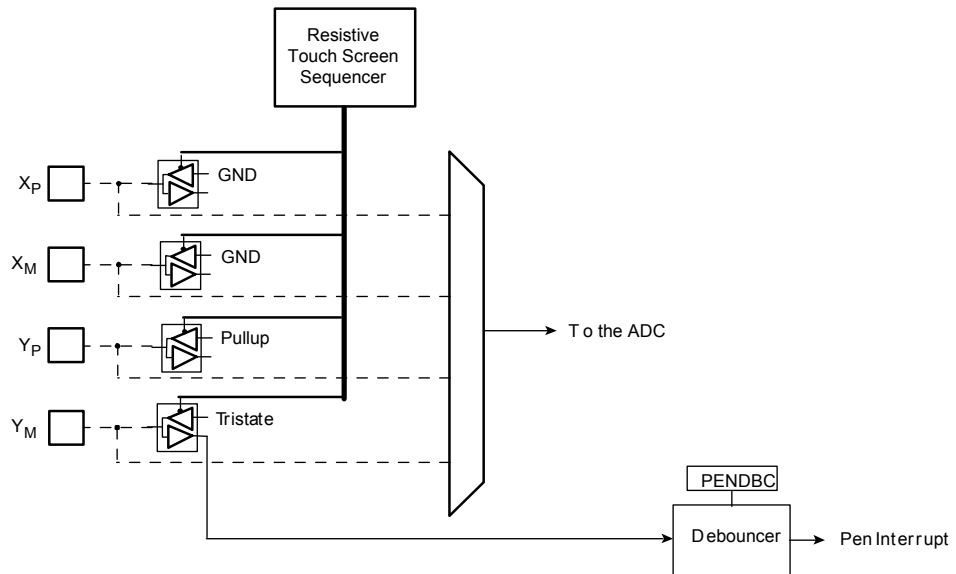 Resistive
Touch Screen
Sequencer
XP
GND
XM
GND
YP
Pullup
To the ADC
YM
Tristate
PENDBC
Debouncer
Pen Interrupt